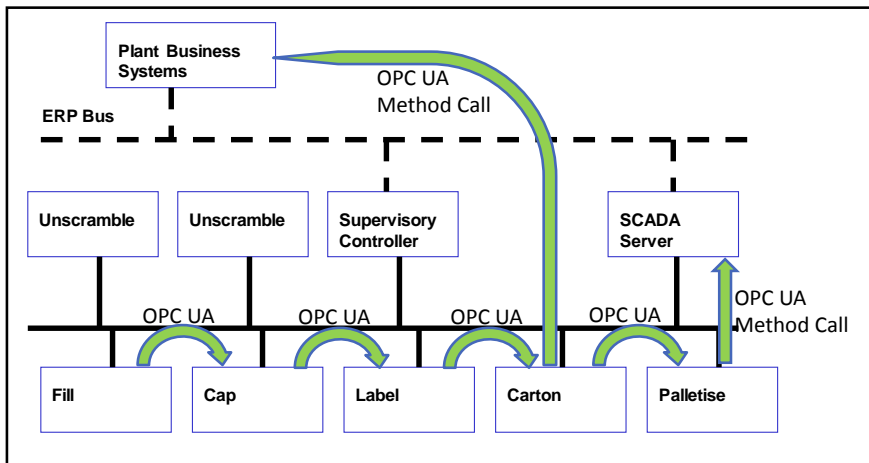 Plant Business
Systems
OPC UA
Method Call
ERP Bus
Unscramble
Unscramble
Supervisory
Controller
SCADA
Server
OPC UA
OPC UA
OPC UA
OPC UA
OPC UA
Method Call
Fill
Cap
Label
Carton
Palletise